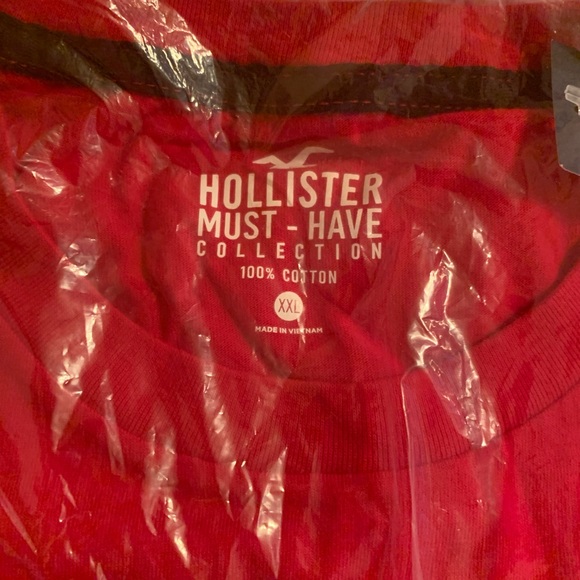 HOLLISTER
MUST - HAVE
COLLECTION
100% COTTON
XXL
MADE IN VIETNAM